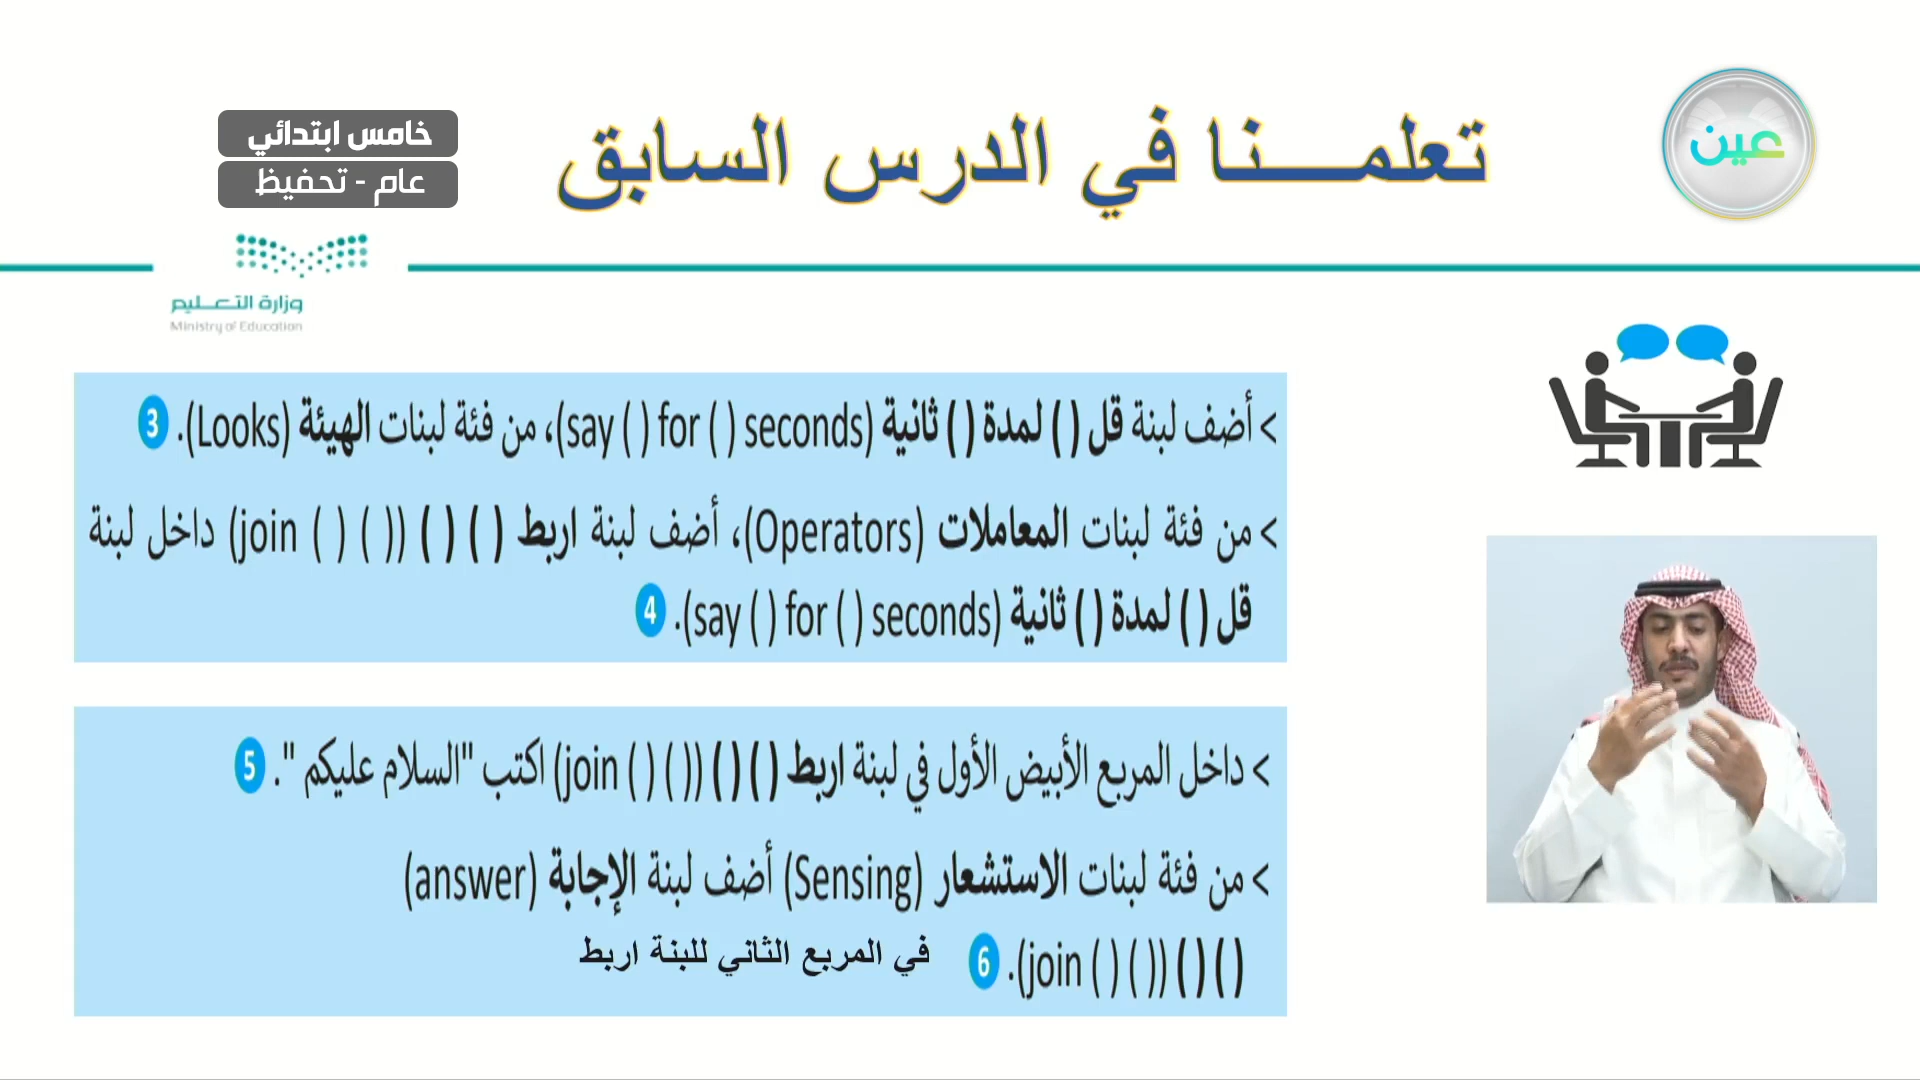 تعلمـــــنا في الدرس السابق
عين
خامس ابتدائي
عام - تحفيظ
وزارة التعليم
Ministry of Education
> أضف لبنة قل ( ) لمدة ( ) ثانية (say ( ) for ( ) seconds)، من فئة لبنات الهيئة (Looks). 3
> من فئة لبنات المعاملات (Operators)، أضف لبنة اربط ( ) ( ) (join ( ) ( )) داخل لبنة
قل ( ) لمدة ( ) ثانية (say ( ) for ( ) seconds). 4
> داخل المربع الأبيض الأول في لبنة اربط ( ) ( ) (join ( ) ( )) اكتب "السلام عليكم ". 5
> من فئة لبنات الاستشعار (Sensing) أضف لبنة الإجابة (answer)
( ) ( ) (join ( ) ( )). 6 في المربع الثاني للبنة اربط